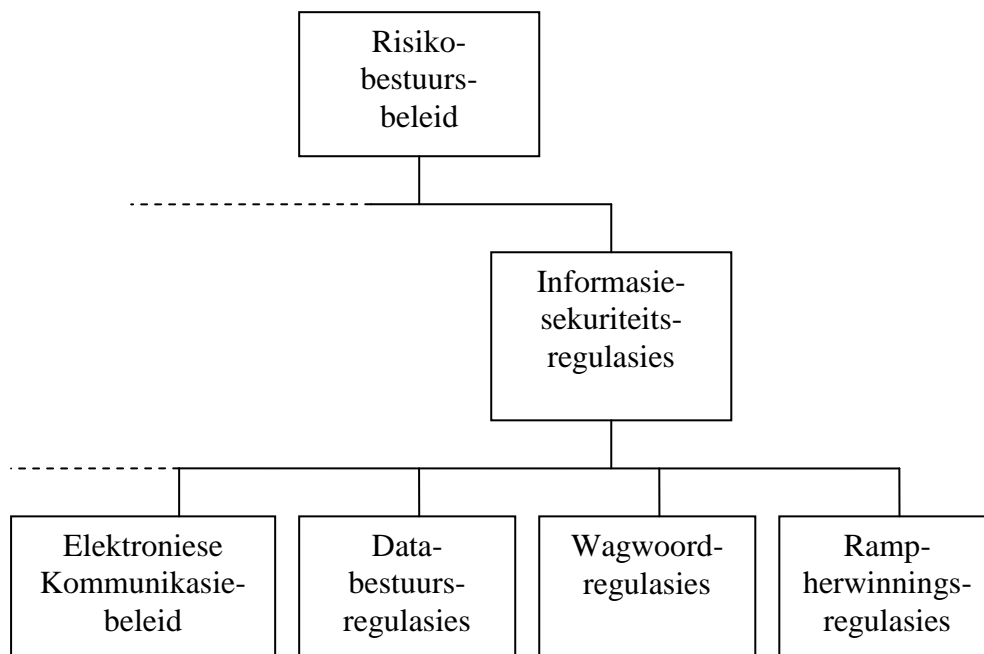 Risiko-
bestuurs-
beleid
Informasie-
sekuriteits-
regulasies
Elektroniese
Kommunikasie-
beleid
Data-
bestuurs-
regulasies
Wagwoord-
regulasies
Ramp-
herwinnings-
regulasies